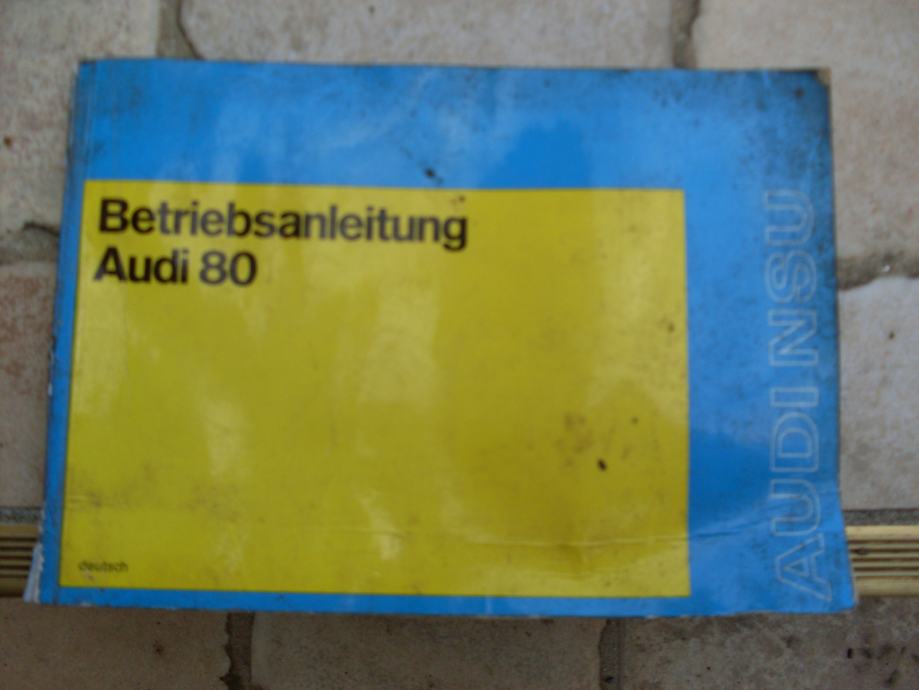 Betriebsanleitung
Audi 80
deutsch
AUDI NSU